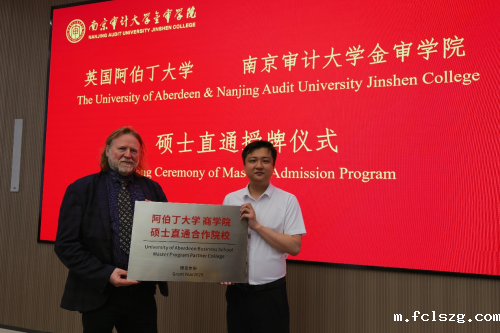 南京审计大学金审学院
NANJING AUDIT UNIVERSITY JINSHEN COLLEGE
英国阿伯丁大学 南京审计大学金审学院
The University of Aberdeen & Nanjing Audit University Jinshen College
硕士直通授牌仪式
ng Ceremony of Mas Admission Program
阿伯丁大学 商学院
硕士直通合作院校
University of Aberdeen Business School
Master Program Partner College
m.fclszg.com